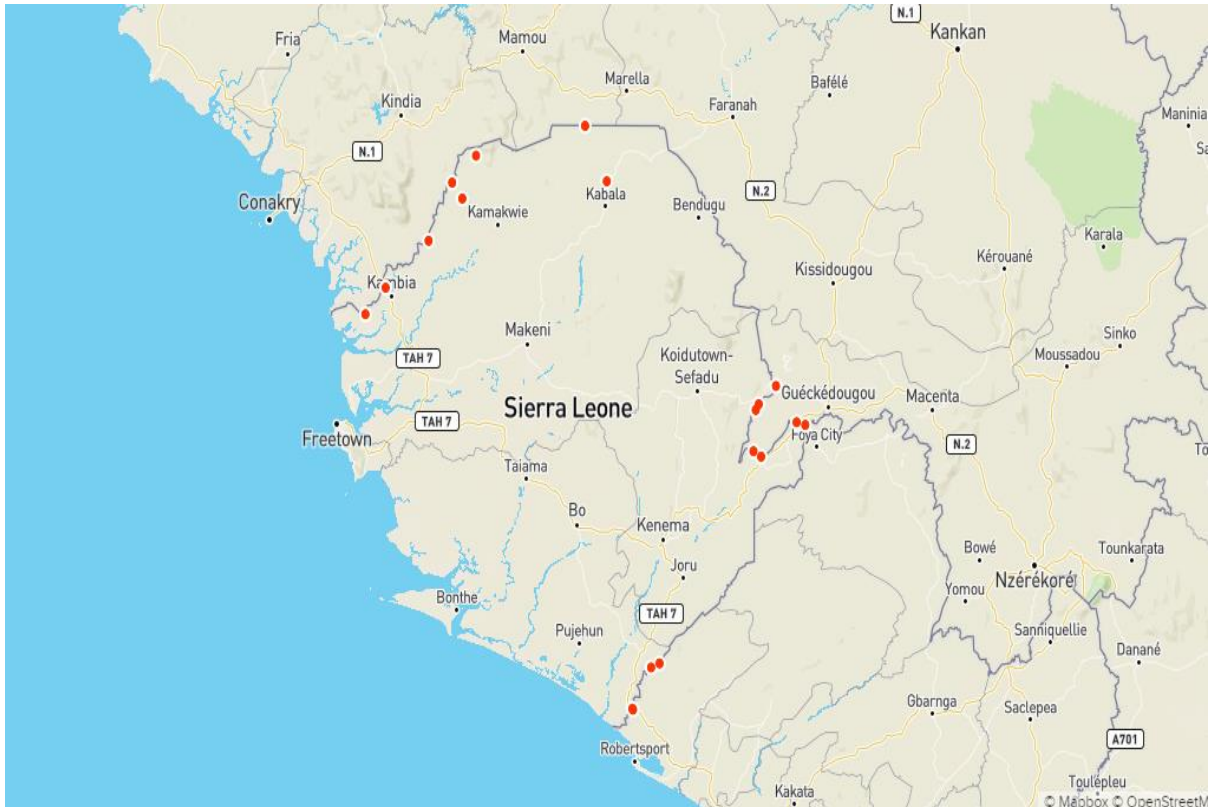 N.1
Kankan
Fria
Mamou
Marella
Bafélé
Kindia
Faranah
Maninia
N.1
Conakry
Kabala
N.2
Kamakwie
Bendugu
Karala
Kissidougou
Kérouané
Kambia
Makeni
Sinko
TAH 7
Koidutown-
Sefadu
Moussadou
Guéckédougou
Macenta
Sierra Leone
Freetown
TAH 7
Foya City
N.2
Taiama
Bo
Kenema
Bowé
Tounkarata
Joru
Nzérékoré
Bonthe
Yomou
TAH 7
Pujehun
Sanniquellie
Danané
Gbarnga
Saclepea
Robertsport
A701
Toulépleu
Kakata
© Mapbox © OpenStreetM